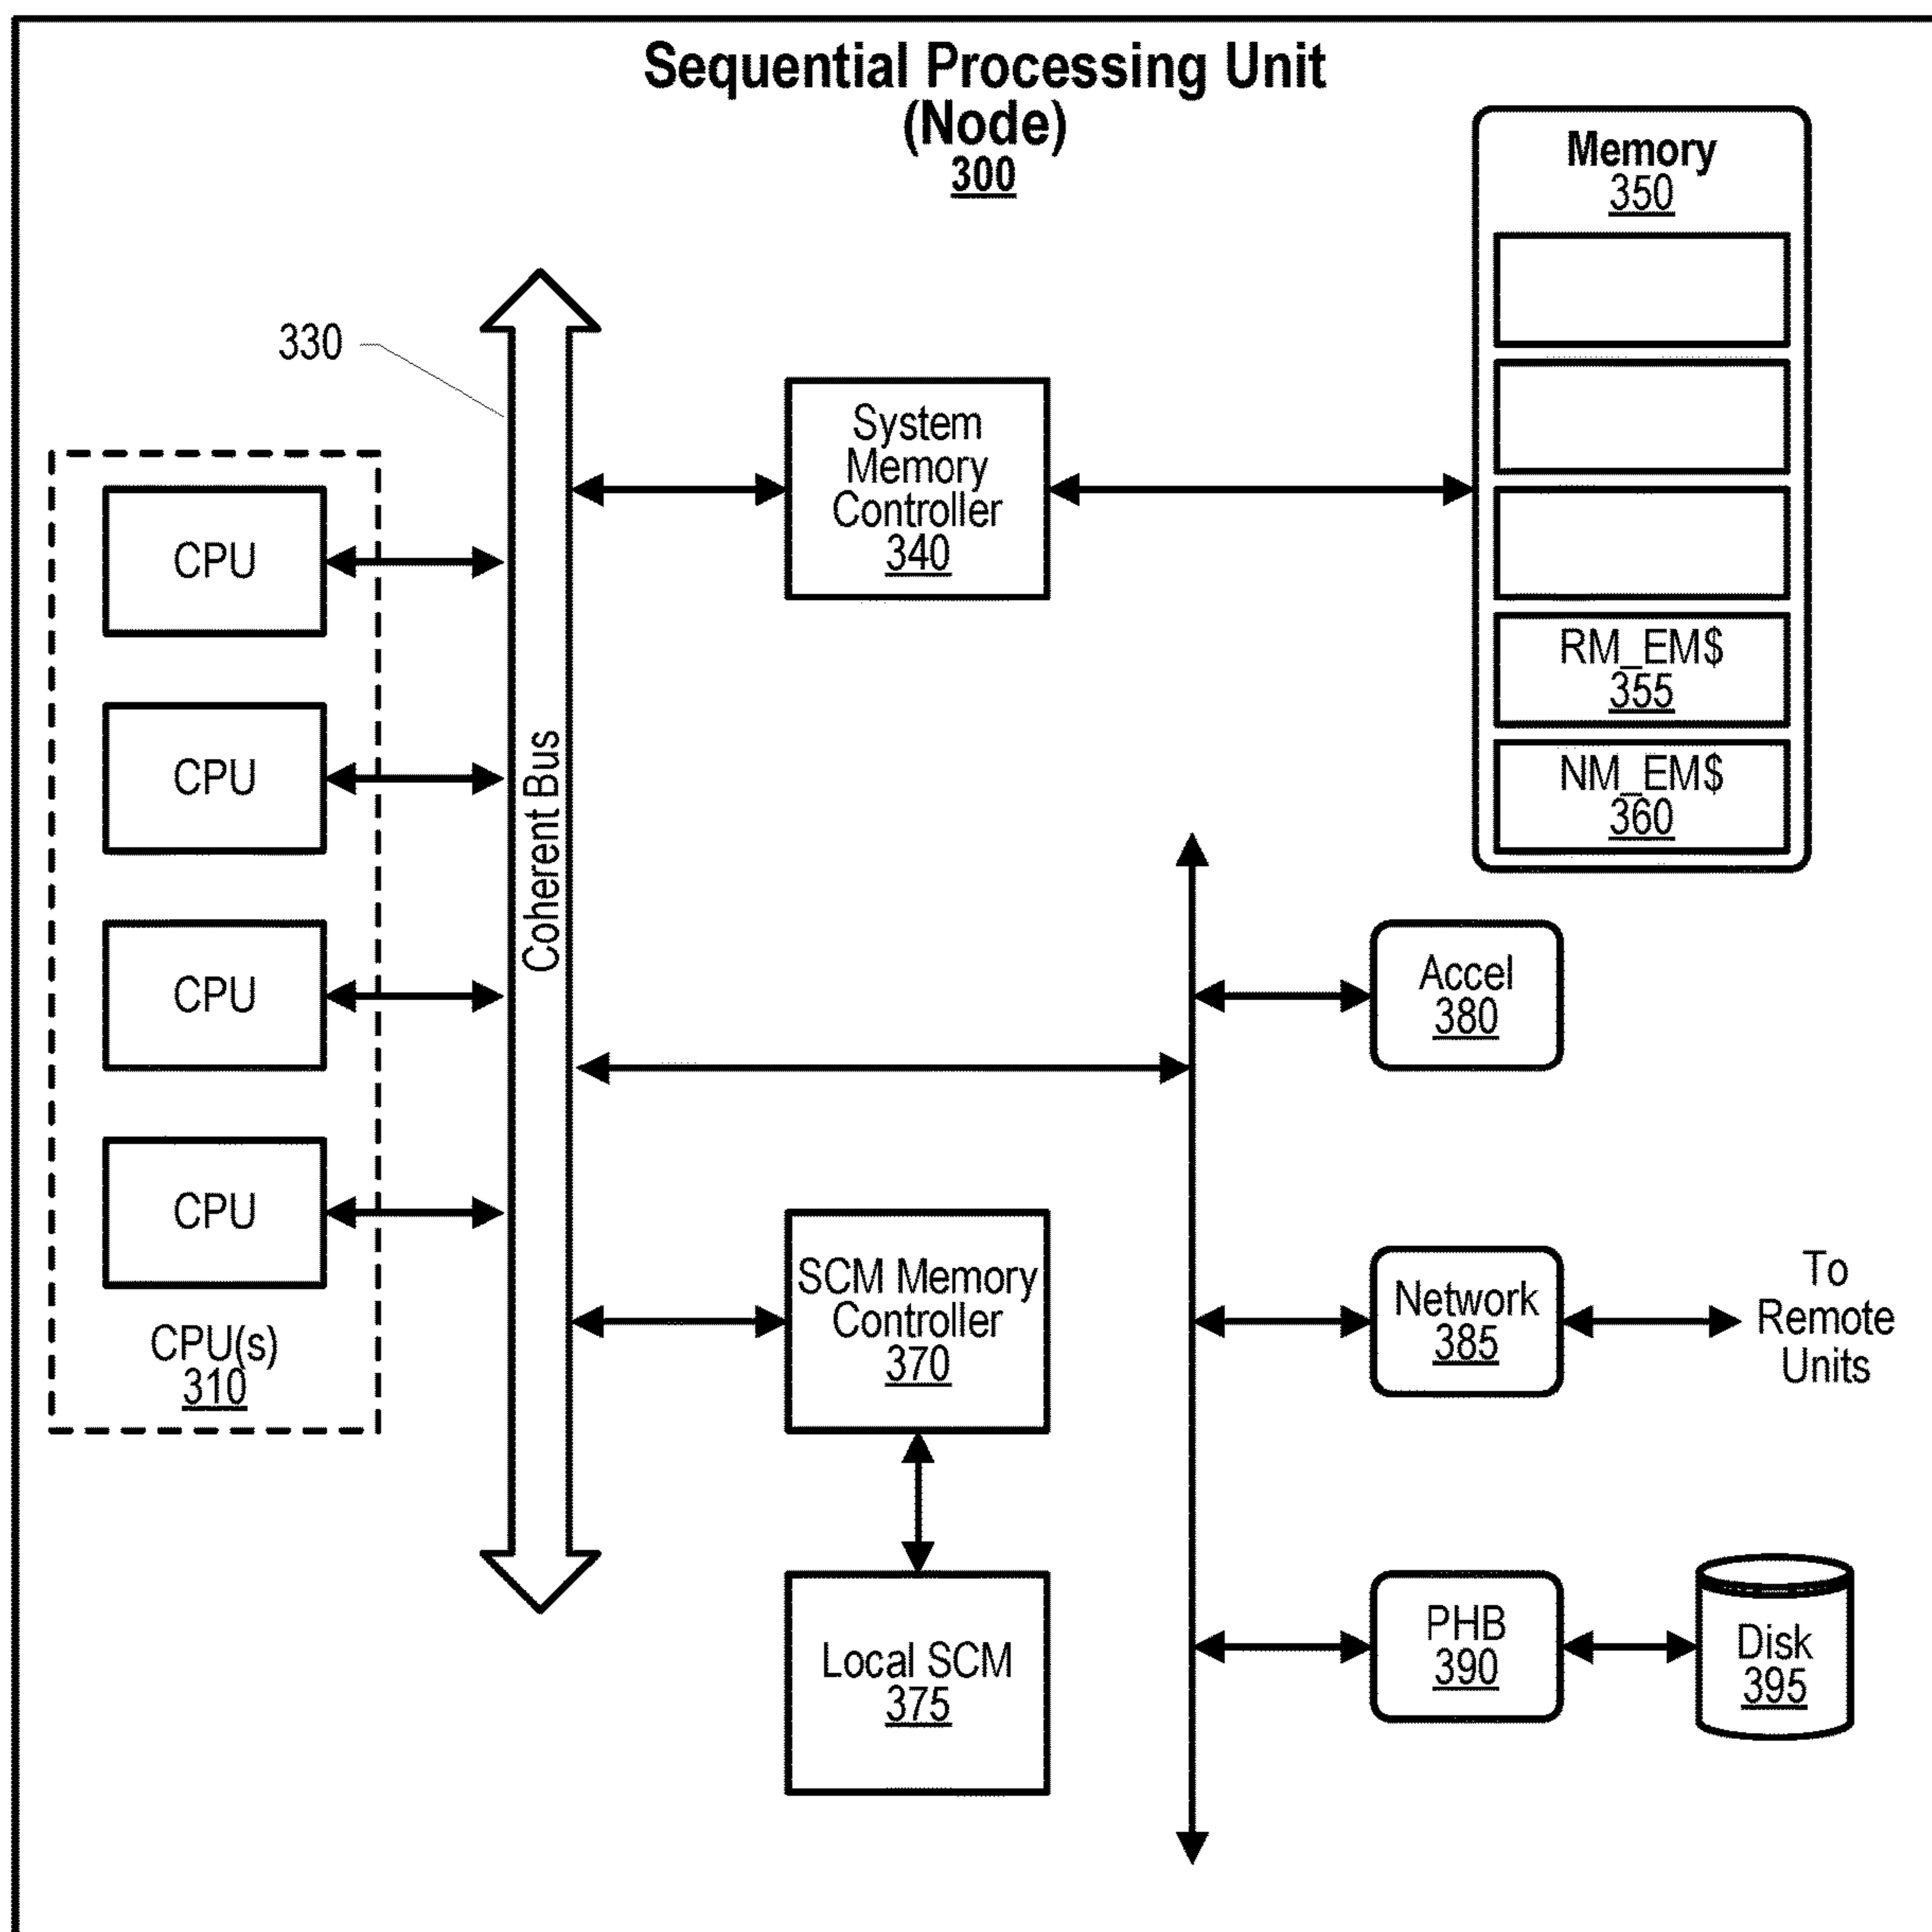 Sequential Processing Unit
(Node)
300
Memory
350
330
System
Memory
Controller
340
CPU
RM_EM$
355
CPU
NM_EM$
360
Coherent Bus
CPU
Accel
380
CPU
SCM Memory
Controller
370
Network
385
To
Remote
Units
CPU(s)
310
Local SCM
375
PHB
390
Disk
395